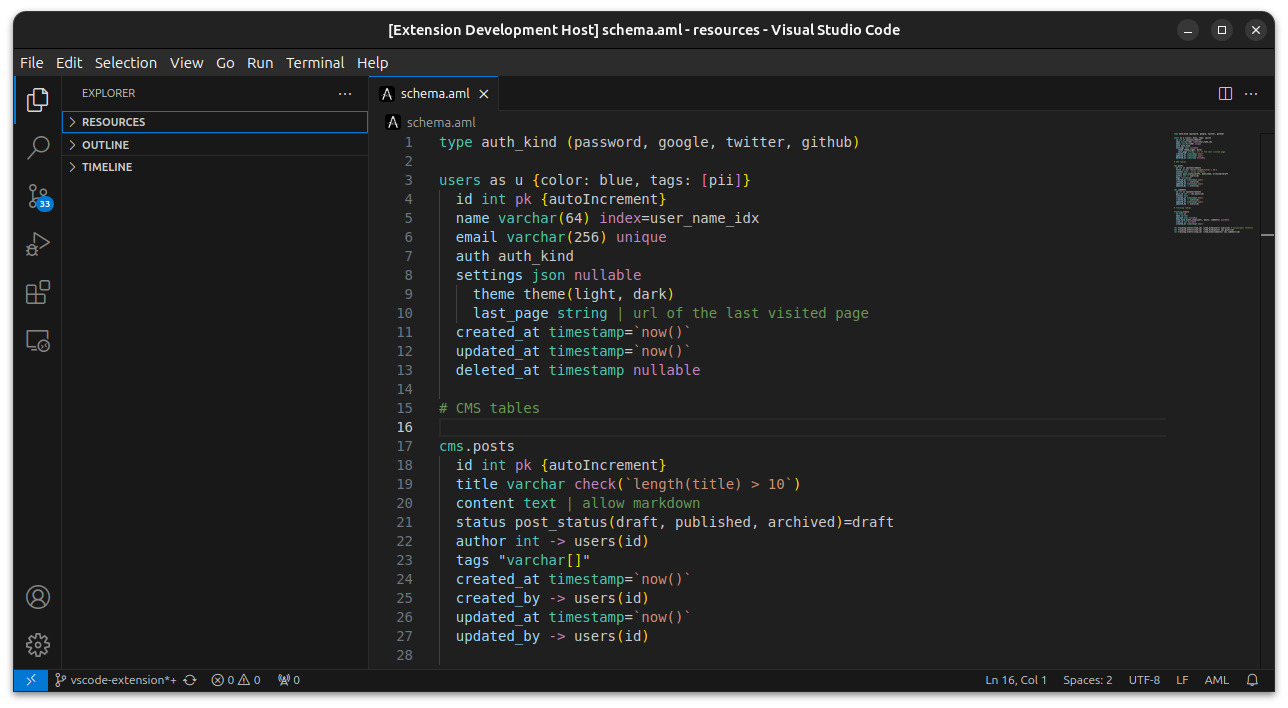 [Extension Development Host] schema.aml - resources - Visual Studio Code
File Edit Selection View Go Run Terminal Help
EXPLORER
RESOURCES
OUTLINE
TIMELINE
33
schema.aml
schema.aml
1 type auth_kind (password, google, twitter, github)
2
3 users as u {color: blue, tags: [pii]}
4   id int pk {autoIncrement}
5   name varchar(64) index=user_name_idx
6   email varchar(256) unique
7   auth auth_kind
8   settings json nullable
9     theme theme(light, dark)
10     last_page string | url of the last visited page
11   created_at timestamp=`now()`
12   updated_at timestamp=`now()`
13   deleted_at timestamp nullable
14
15 # CMS tables
16
17 cms.posts
18   id int pk {autoIncrement}
19   title varchar check(`length(title) > 10`)
20   content text | allow markdown
21   status post_status(draft, published, archived)=draft
22   author int -> users(id)
23   tags "varchar[]"
24   created_at timestamp=`now()`
25   created_by -> users(id)
26   updated_at timestamp=`now()`
27   updated_by -> users(id)
28
vscode-extension*+ 0 0 0 Ln 16, Col 1 Spaces: 2 UTF-8 LF AML